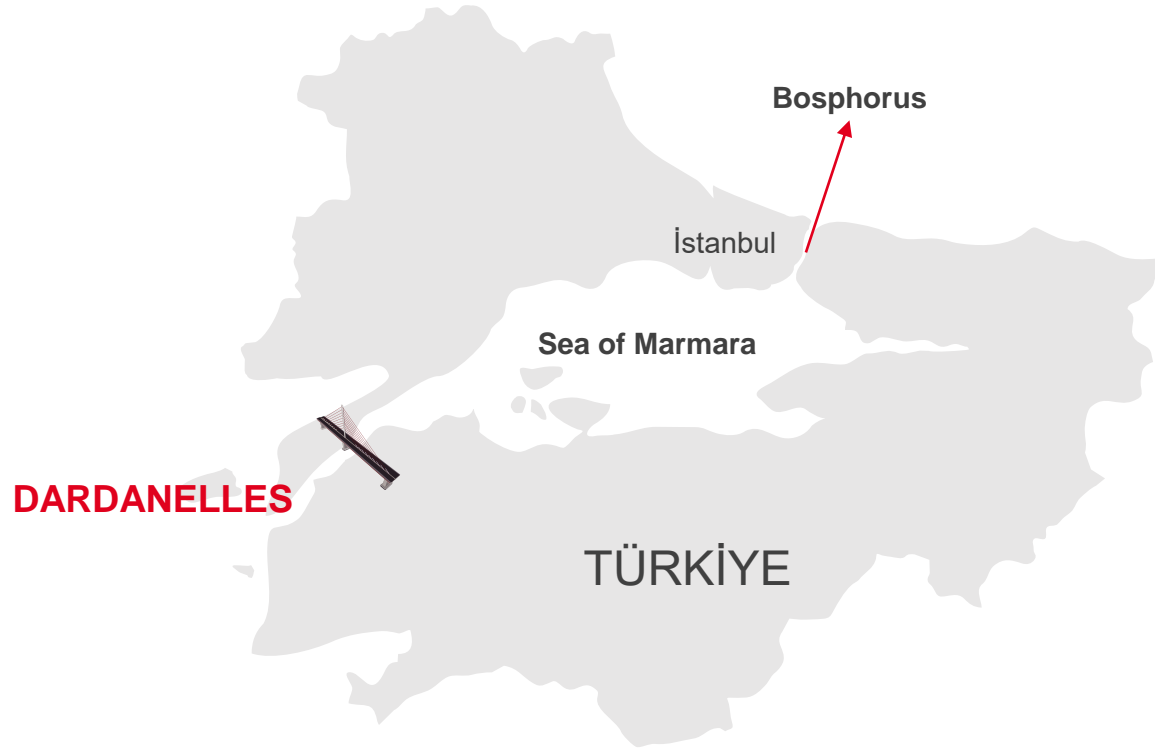 Bosphorus
İstanbul
Sea of Marmara
DARDANELLES
TÜRKİYE